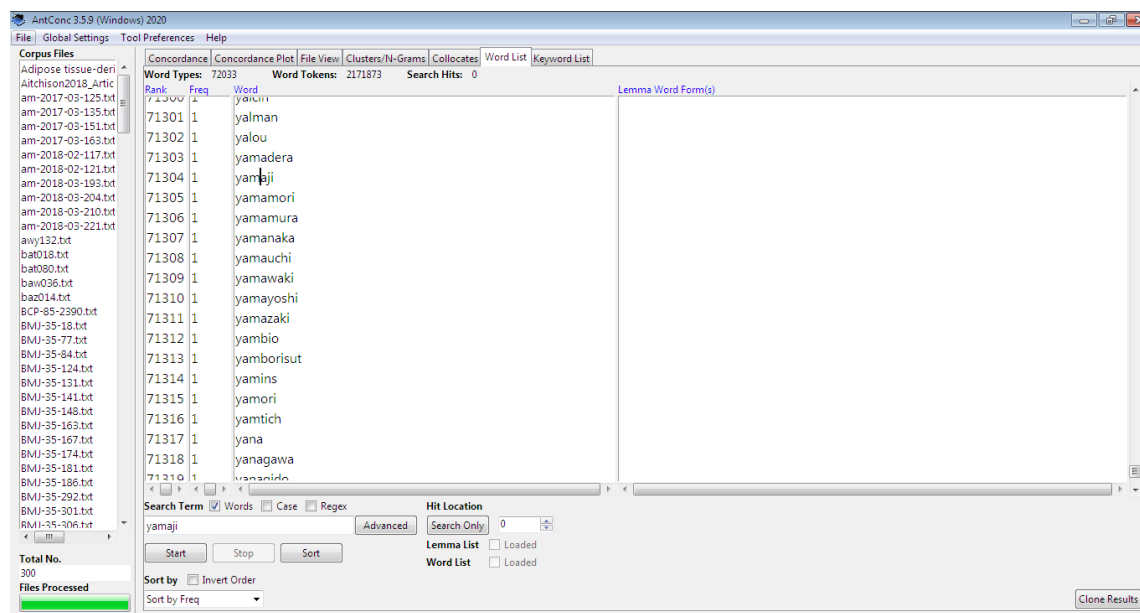 AntConc 3.5.9 (Windows) 2020
File Global Settings Tool Preferences Help
Corpus Files
Adipose tissue-deri
Aitchison2018_Artic
am-2017-03-125.txt
am-2017-03-135.txt
am-2017-03-151.txt
am-2017-03-163.txt
am-2018-02-117.txt
am-2018-02-121.txt
am-2018-03-193.txt
am-2018-03-204.txt
am-2018-03-210.txt
am-2018-03-221.txt
awy132.txt
bat018.txt
bat080.txt
baw036.txt
baz014.txt
BCP-85-2390.txt
BMJ-35-18.txt
BMJ-35-77.txt
BMJ-35-84.txt
BMJ-35-124.txt
BMJ-35-131.txt
BMJ-35-141.txt
BMJ-35-148.txt
BMJ-35-163.txt
BMJ-35-167.txt
BMJ-35-174.txt
BMJ-35-181.txt
BMJ-35-186.txt
BMJ-35-292.txt
BMJ-35-301.txt
BMJ-35-306.txt
Total No.
300
Files Processed
Concordance Concordance Plot File View Clusters/N-Grams Collocates Word List Keyword List
Word Types: 72033 Word Tokens: 2171873 Search Hits: 0
Rank Freq Word Lemma Word Form(s)
71300 1 yalcin
71301 1 yalman
71302 1 yalou
71303 1 yamadera
71304 1 yamaji
71305 1 yamamori
71306 1 yamamura
71307 1 yamanaka
71308 1 yamauchi
71309 1 yamawaki
71310 1 yamayoshi
71311 1 yamazaki
71312 1 yambio
71313 1 yamborisut
71314 1 yamins
71315 1 yamori
71316 1 yamtich
71317 1 yana
71318 1 yanagawa
71319 1 yanagido
Search Term Words Case Regex Hit Location
yamaji Advanced Search Only 0
Start Stop Sort Lemma List Loaded
Word List Loaded
Sort by Invert Order
Sort by Freq Clone Results